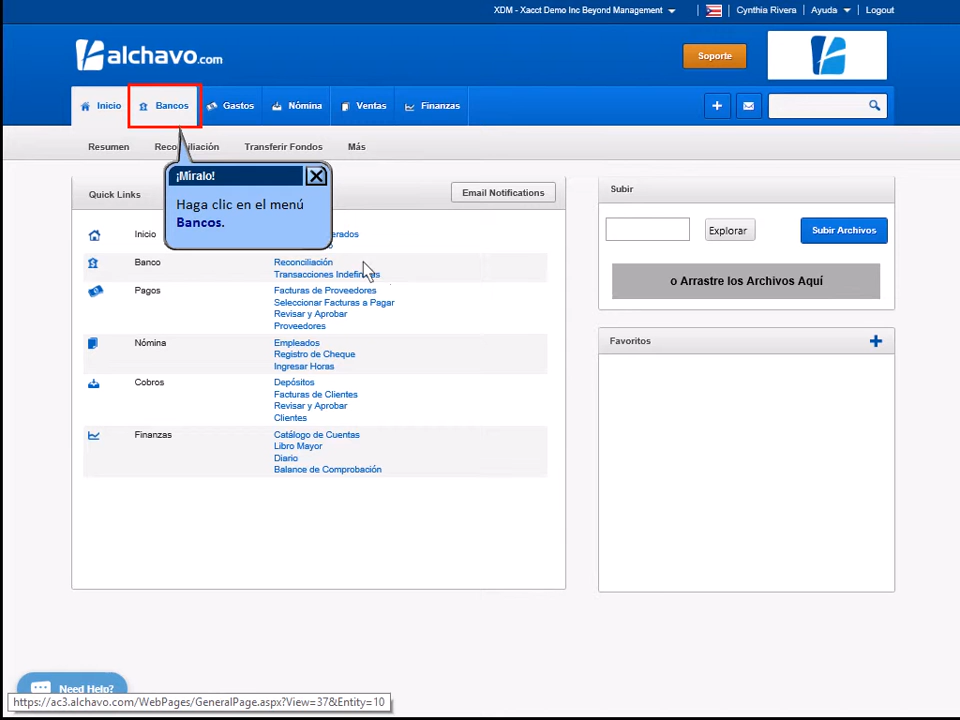 XDM - Xacct Demo Inc Beyond Management
Cynthia Rivera
Ayuda
Logout
alchavo.com
Soporte
Inicio
Bancos
Gastos
Nómina
Ventas
Finanzas
Resumen
Transferir Fondos
Más
¡Míralo!
Haga clic en el menú
Bancos.
Quick Links
Email Notifications
Inicio
Banco
Reconciliación
Pagos
Facturas de Proveedores
Seleccionar Facturas a Pagar
Revisar y Aprobar
Proveedores
Nómina
Empleados
Registro de Cheque
Ingresar Horas
Cobros
Depósitos
Facturas de Clientes
Revisar y Aprobar
Clientes
Finanzas
Catálogo de Cuentas
Libro Mayor
Diario
Balance de Comprobación
Subir
Explorar
Subir Archivos
o Arrastre los Archivos Aquí
Favoritos
Need Help?
https://ac3.alchavo.com/WebPages/GeneralPage.aspx?View=37&Entity=10